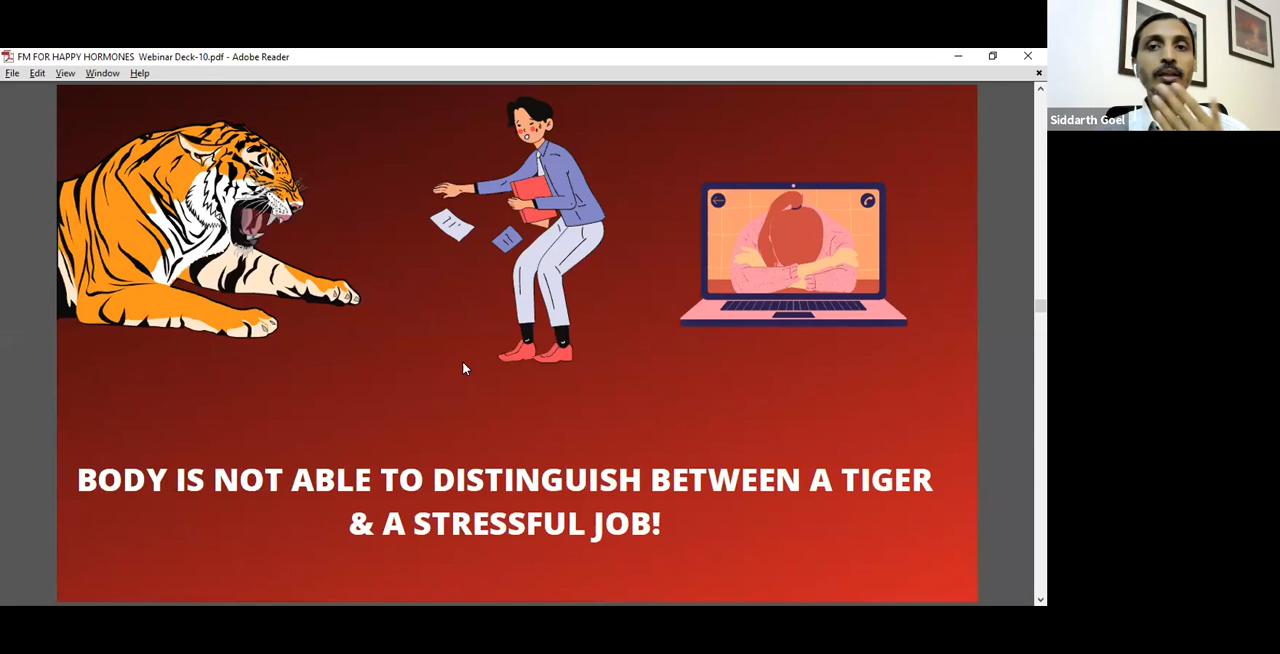 FM FOR HAPPY HORMONES Webinar Deck-10.pdf - Adobe Reader
File Edit View Window Help
Siddarth Goel
BODY IS NOT ABLE TO DISTINGUISH BETWEEN A TIGER
& A STRESSFUL JOB!